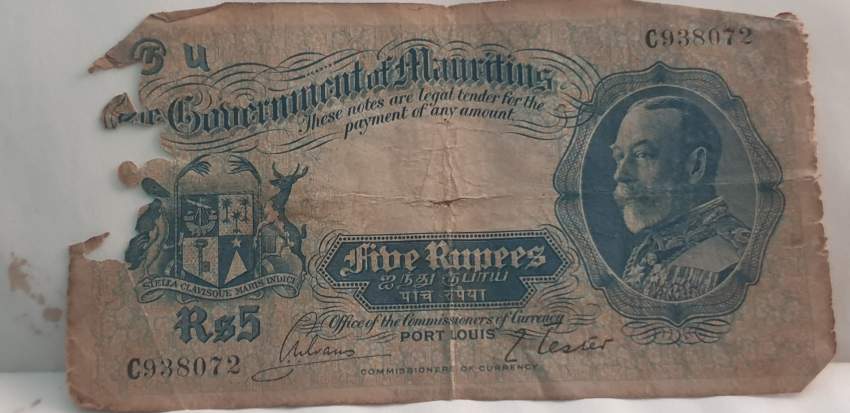 C938072
Government of Mauritius
These notes are legal tender for the
payment of any amount.
Five Rupees
ஐந்து ரூபாய்
पांच रुपैया
STELLA CLAVISQUE MARIS INDICI
Rs5
Office of the Commissioners of Currency
PORT LOUIS
C938072
COMMISSIONERS OF CURRENCY